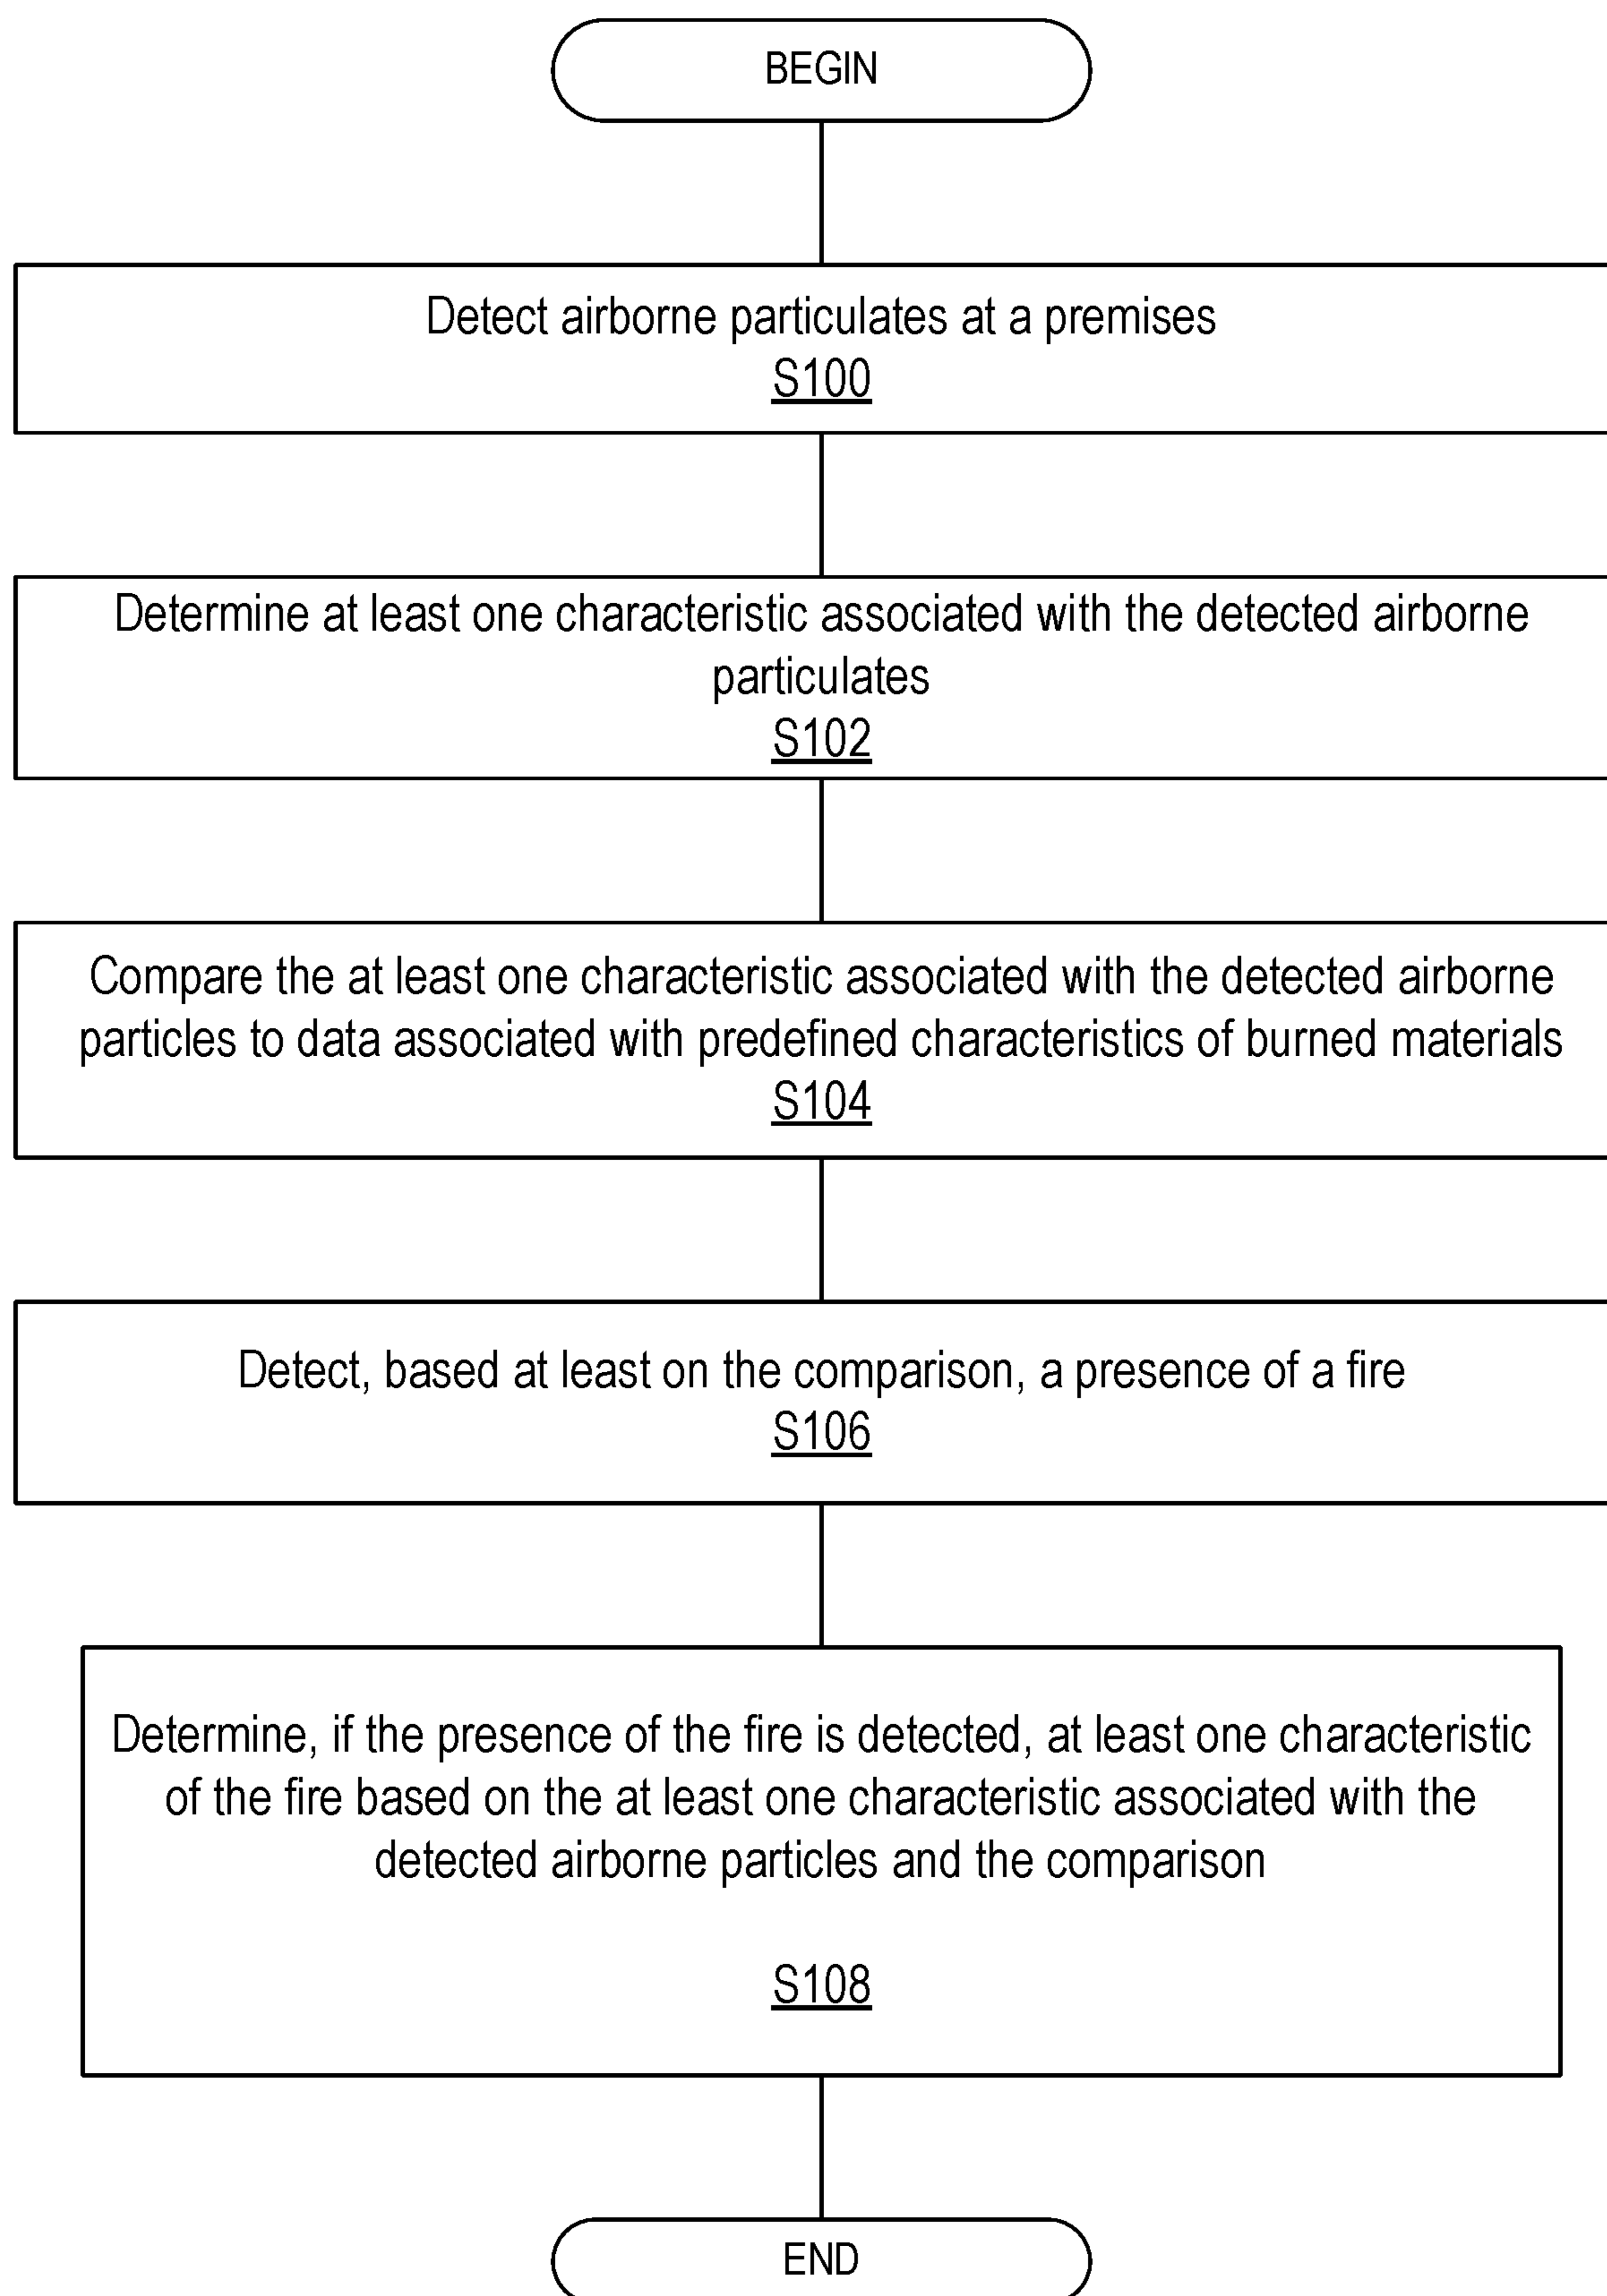 BEGIN
Detect airborne particulates at a premises
S100
Determine at least one characteristic associated with the detected airborne
particulates
S102
Compare the at least one characteristic associated with the detected airborne
particles to data associated with predefined characteristics of burned materials
S104
Detect, based at least on the comparison, a presence of a fire
S106
Determine, if the presence of the fire is detected, at least one characteristic
of the fire based on the at least one characteristic associated with the
detected airborne particles and the comparison
S108
END